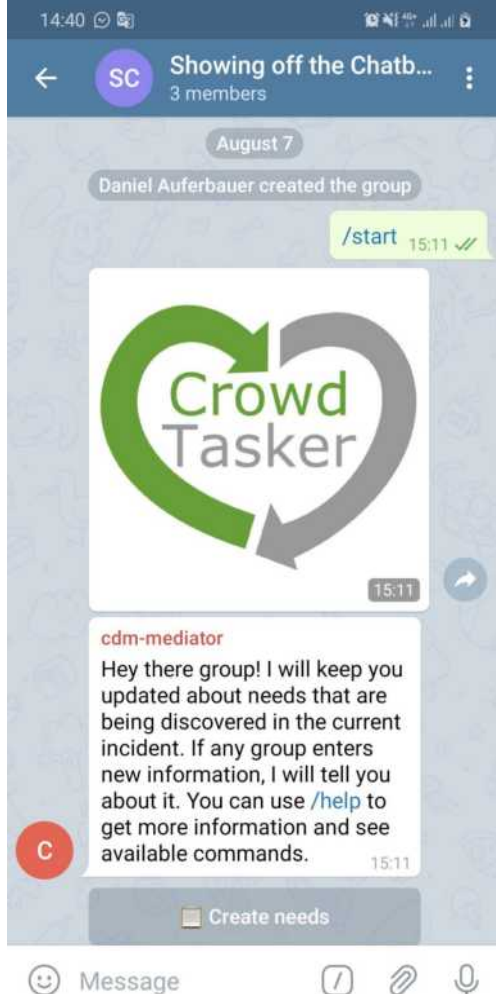 14:40
SC
Showing off the Chatb...
3 members
August 7
Daniel Auferbauer created the group
/start 15:11
Crowd
Tasker
15:11
cdm-mediator
Hey there group! I will keep you
updated about needs that are
being discovered in the current
incident. If any group enters
new information, I will tell you
about it. You can use /help to
get more information and see
available commands.
15:11
C
Create needs
Message